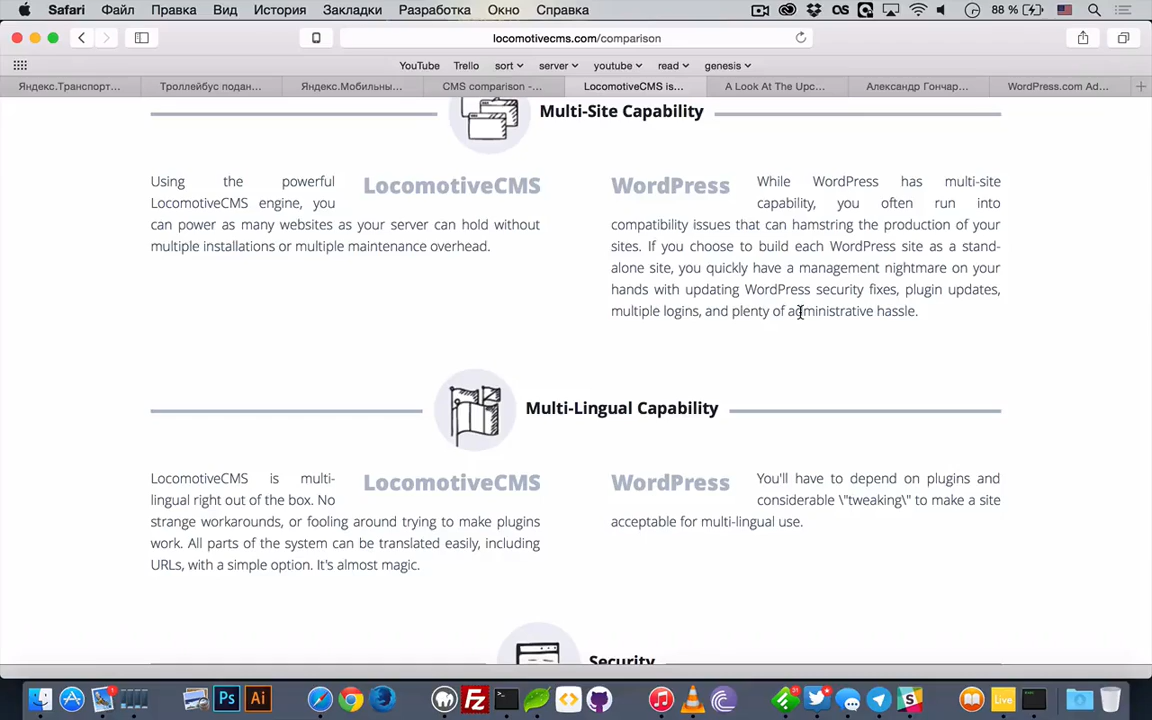 Safari Файл Правка Вид История Закладки Разработка Окно Справка 88 %
locomotivecms.com/comparison
YouTube Trello sort server youtube read genesis
Яндекс.Транспорт... Троллейбус подан... Яндекс.Мобильны... CMS comparison -... LocomotiveCMS is... A Look At The Upc... Александр Гончар... WordPress.com Ad...
Multi-Site Capability
LocomotiveCMS
Using the powerful
LocomotiveCMS engine, you
can power as many websites as your server can hold without
multiple installations or multiple maintenance overhead.
WordPress
While WordPress has multi-site
capability, you often run into
compatibility issues that can hamstring the production of your
sites. If you choose to build each WordPress site as a stand-
alone site, you quickly have a management nightmare on your
hands with updating WordPress security fixes, plugin updates,
multiple logins, and plenty of administrative hassle.
Multi-Lingual Capability
LocomotiveCMS
LocomotiveCMS is multi-
lingual right out of the box. No
strange workarounds, or fooling around trying to make plugins
work. All parts of the system can be translated easily, including
URLs, with a simple option. It's almost magic.
WordPress
You'll have to depend on plugins and
considerable \"tweaking\" to make a site
acceptable for multi-lingual use.
Security
Ps Ai Fz Live